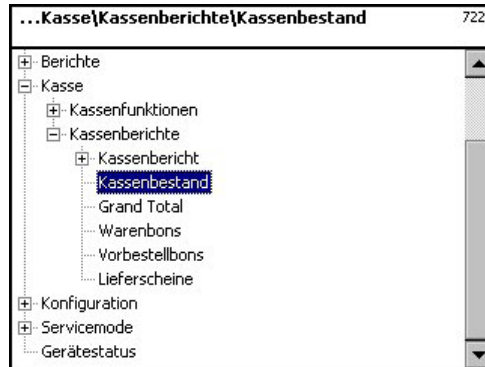 ...Kasse\Kassenberichte\Kassenbestand 722
Berichte
Kasse
Kassenfunktionen
Kassenberichte
Kassenbericht
Kassenbestand
Grand Total
Warenbons
Vorbestellbons
Lieferscheine
Konfiguration
Servicemode
Gerätestatus